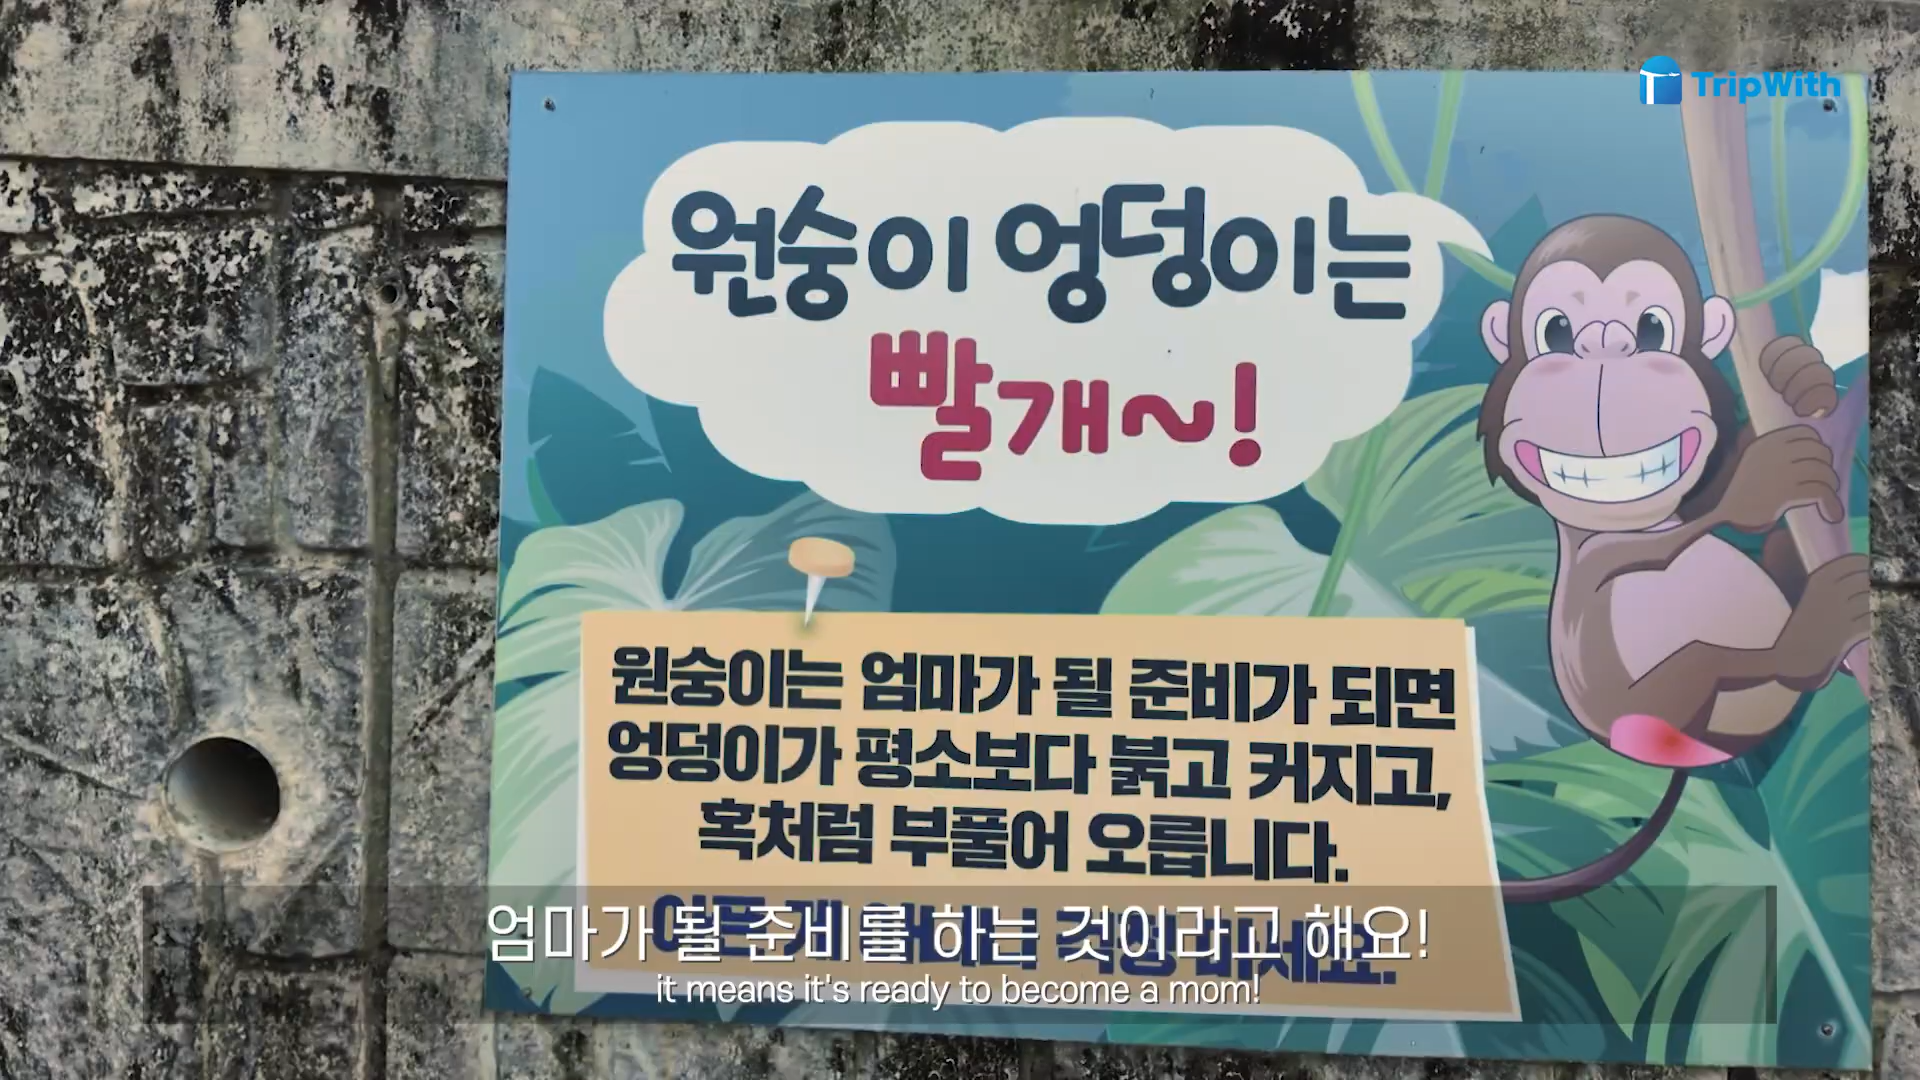 TripWith
원숭이 엉덩이는
빨개~!
원숭이는 엄마가 될 준비가 되면
엉덩이가 평소보다 붉고 커지고,
혹처럼 부풀어 오릅니다.
엄마가 될 준비를 하는 것이라고 해요!
it means it's ready to become a mom!